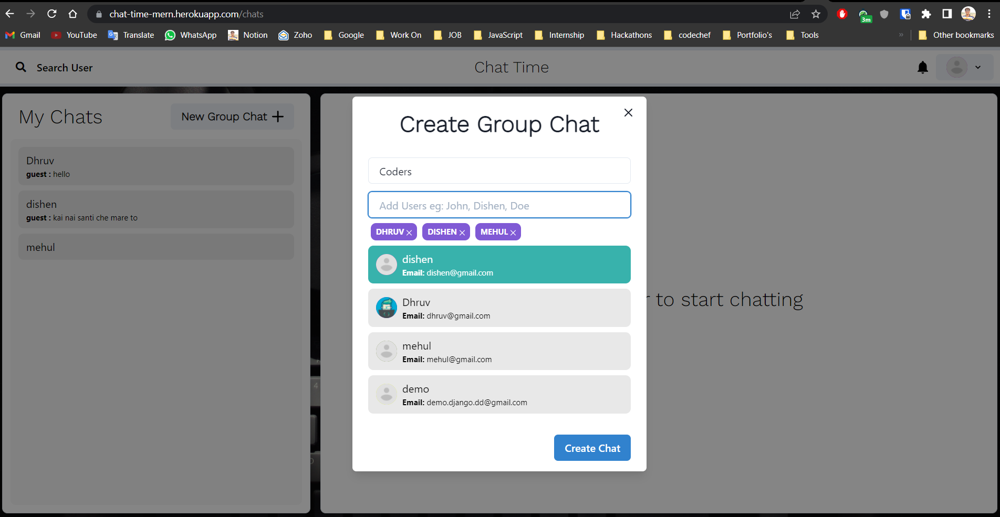 chat-time-mern.herokuapp.com/chats
3m
Gmail YouTube Translate WhatsApp Notion Zoho Google Work On JOB JavaScript Internship Hackathons codechef Portfolio's Tools » Other bookmarks
Search User
Chat Time
My Chats
New Group Chat +
Dhruv
guest : hello
dishen
guest : kai nai santi che mare to
mehul
Create Group Chat
Coders
Add Users eg: John, Dishen, Doe
DHRUV DISHEN MEHUL
dishen
Email: dishen@gmail.com
Dhruv
Email: dhruv@gmail.com
mehul
Email: mehul@gmail.com
demo
Email: demo.django.dd@gmail.com
Create Chat
r to start chatting
4